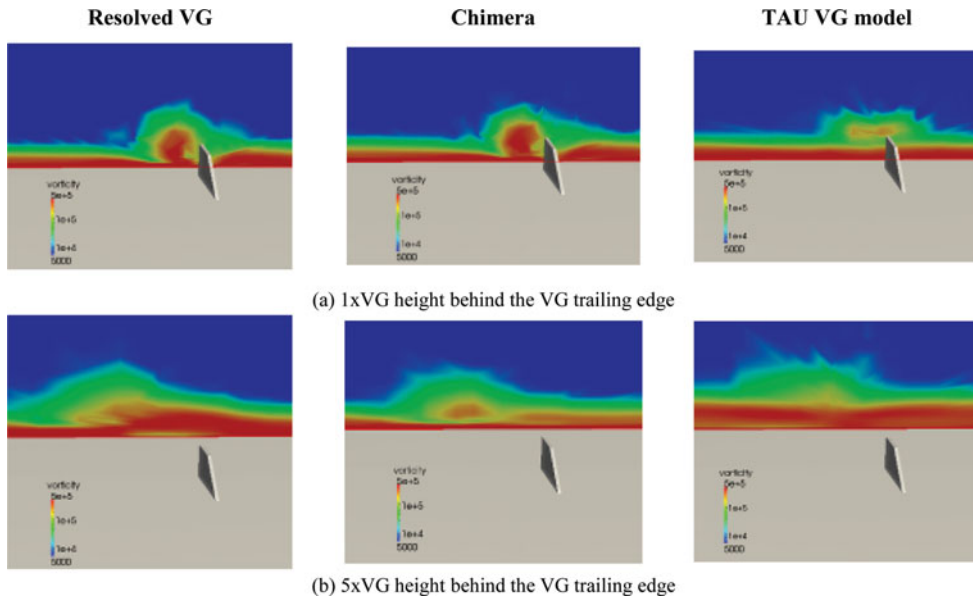 Resolved VG
Chimera
TAU VG model
vorticity
5e+5
1e+5
1e+4
5000
vorticity
5e+5
1e+5
1e+4
5000
vorticity
5e+5
1e+5
1e+4
5000
(a) 1xVG height behind the VG trailing edge
vorticity
5e+5
1e+5
1e+4
5000
vorticity
5e+5
1e+5
1e+4
5000
vorticity
5e+5
1e+5
1e+4
5000
(b) 5xVG height behind the VG trailing edge